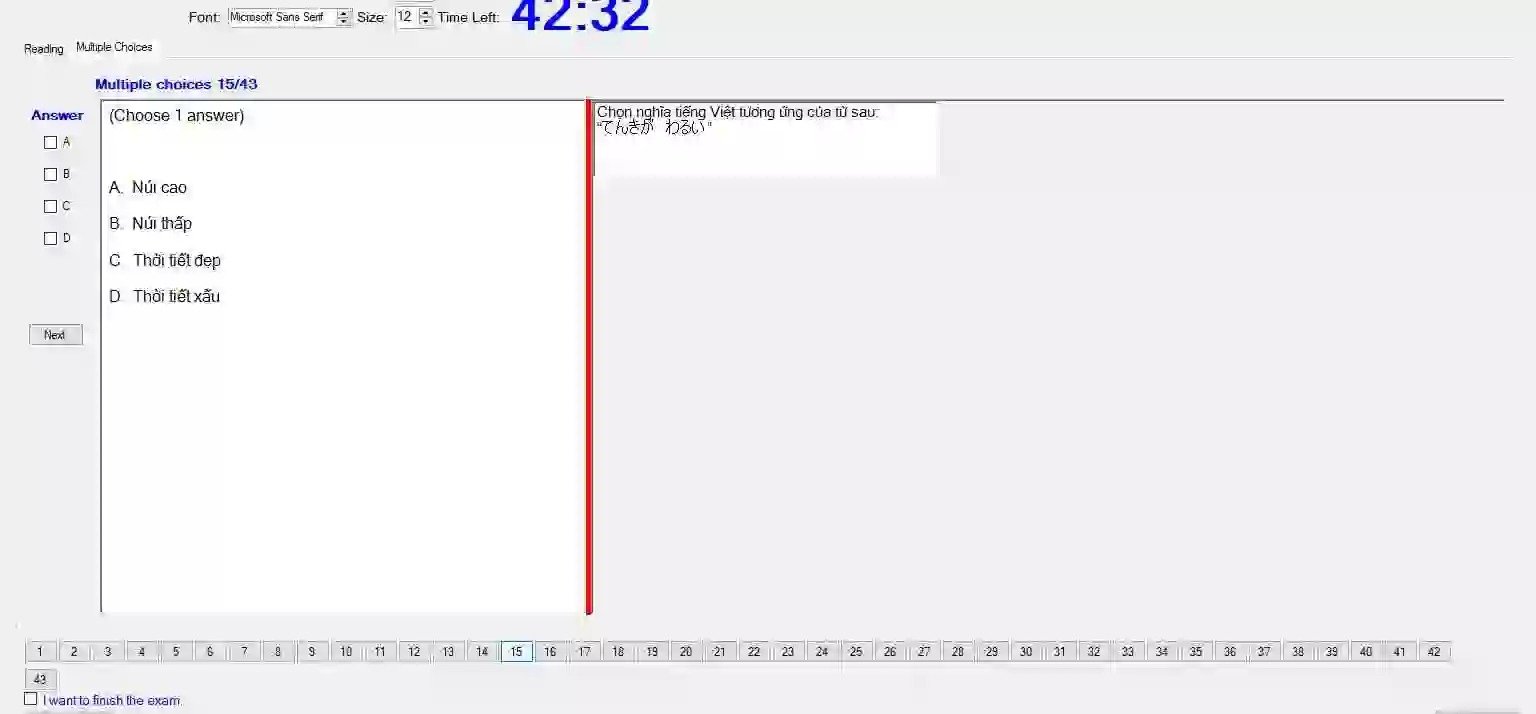 Font: Microsoft Sans Serif Size: 12 Time Left: 42:32
Reading Multiple Choices
Multiple choices 15/43
Answer
A
B
C
D
Next
(Choose 1 answer)
A. Núi cao
B. Núi thấp
C Thời tiết đẹp
D. Thời tiết xấu
Chọn nghĩa tiếng Việt tương ứng của từ sau:
"てんきが わるい"
1 2 3 4 5 6 7 8 9 10 11 12 13 14 15 16 17 18 19 20 21 22 23 24 25 26 27 28 29 30 31 32 33 34 35 36 37 38 39 40 41 42
43
I want to finish the exam.